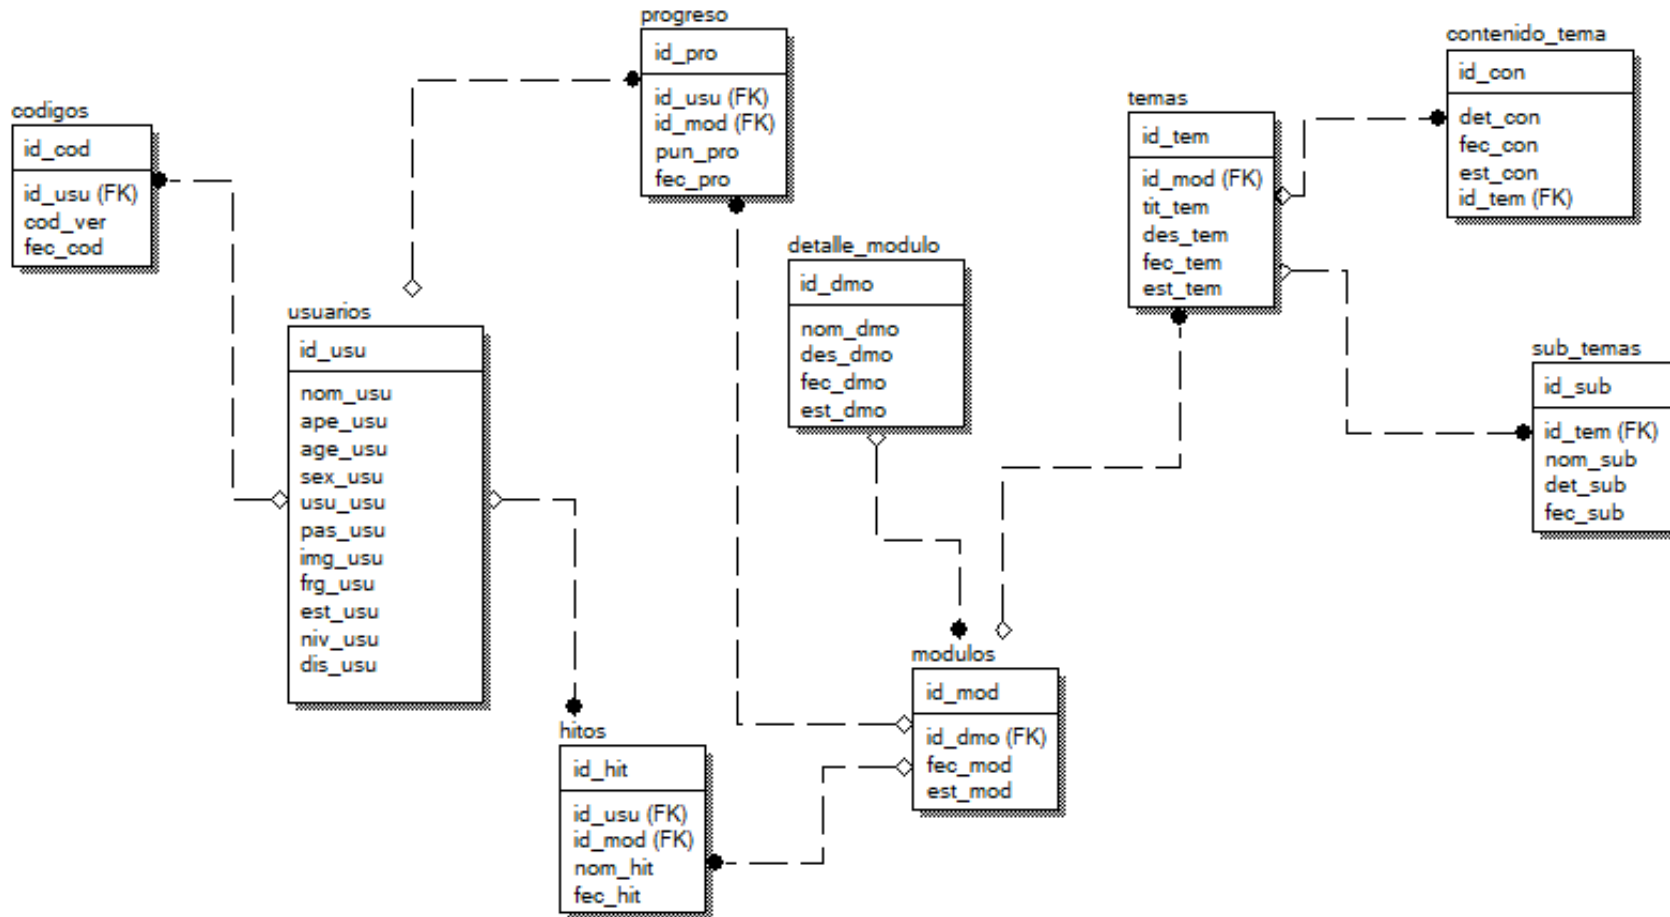 progreso
id_pro
id_usu (FK)
id_mod (FK)
pun_pro
fec_pro
contenido_tema
id_con
det_con
fec_con
est_con
id_tem (FK)
temas
id_tem
id_mod (FK)
tit_tem
des_tem
fec_tem
est_tem
codigos
id_cod
id_usu (FK)
cod_ver
fec_cod
detalle_modulo
id_dmo
nom_dmo
des_dmo
fec_dmo
est_dmo
usuarios
id_usu
nom_usu
ape_usu
age_usu
sex_usu
usu_usu
pas_usu
img_usu
frg_usu
est_usu
niv_usu
dis_usu
sub_temas
id_sub
id_tem (FK)
nom_sub
det_sub
fec_sub
modulos
id_mod
id_dmo (FK)
fec_mod
est_mod
hitos
id_hit
id_usu (FK)
id_mod (FK)
nom_hit
fec_hit